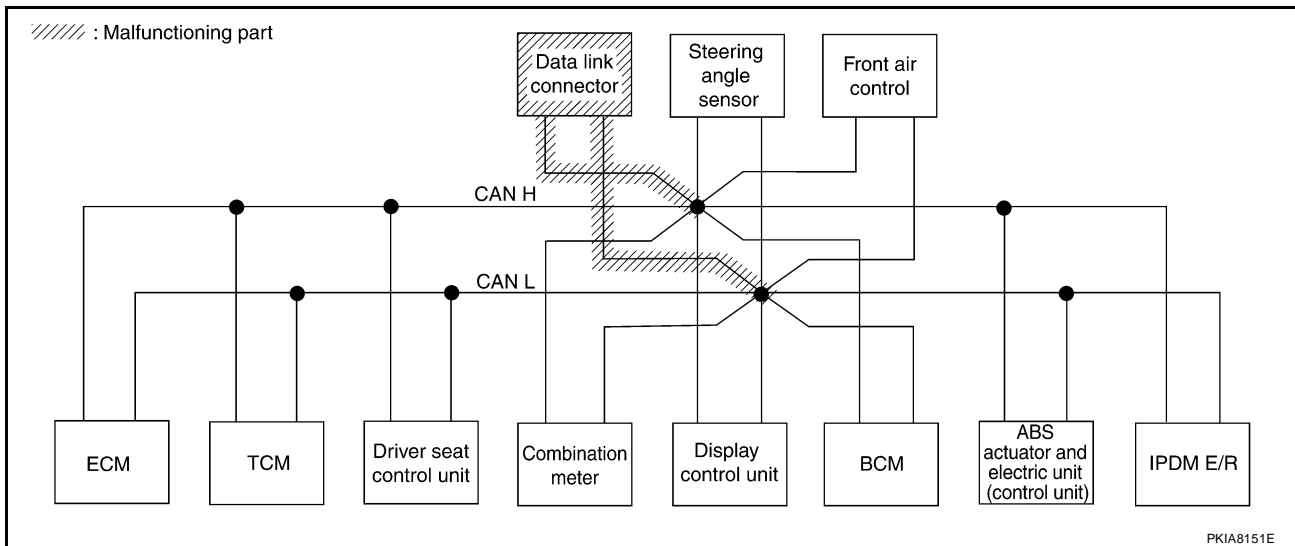 : Malfunctioning part
Data link
connector
Steering
angle
sensor
Front air
control
CAN H
CAN L
ECM
TCM
Driver seat
control unit
Combination
meter
Display
control unit
BCM
ABS
actuator and
electric unit
(control unit)
IPDM E/R
PKIA8151E